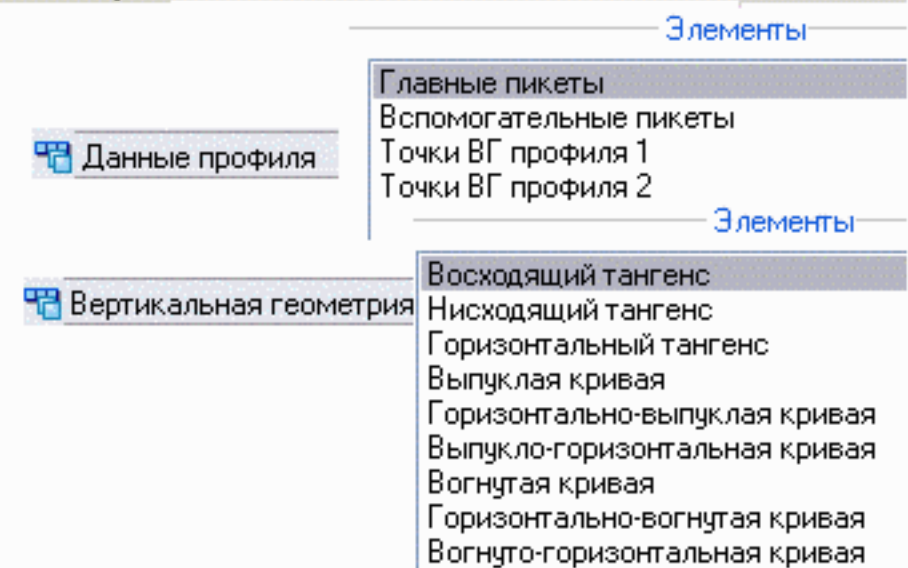 Элементы
Главные пикеты
Вспомогательные пикеты
Данные профиля
Точки ВГ профиля 1
Точки ВГ профиля 2
Элементы
Восходящий тангенс
Вертикальная геометрия
Нисходящий тангенс
Горизонтальный тангенс
Выпуклая кривая
Горизонтально-выпуклая кривая
Выпукло-горизонтальная кривая
Вогнутая кривая
Горизонтально-вогнутая кривая
Вогнуто-горизонтальная кривая